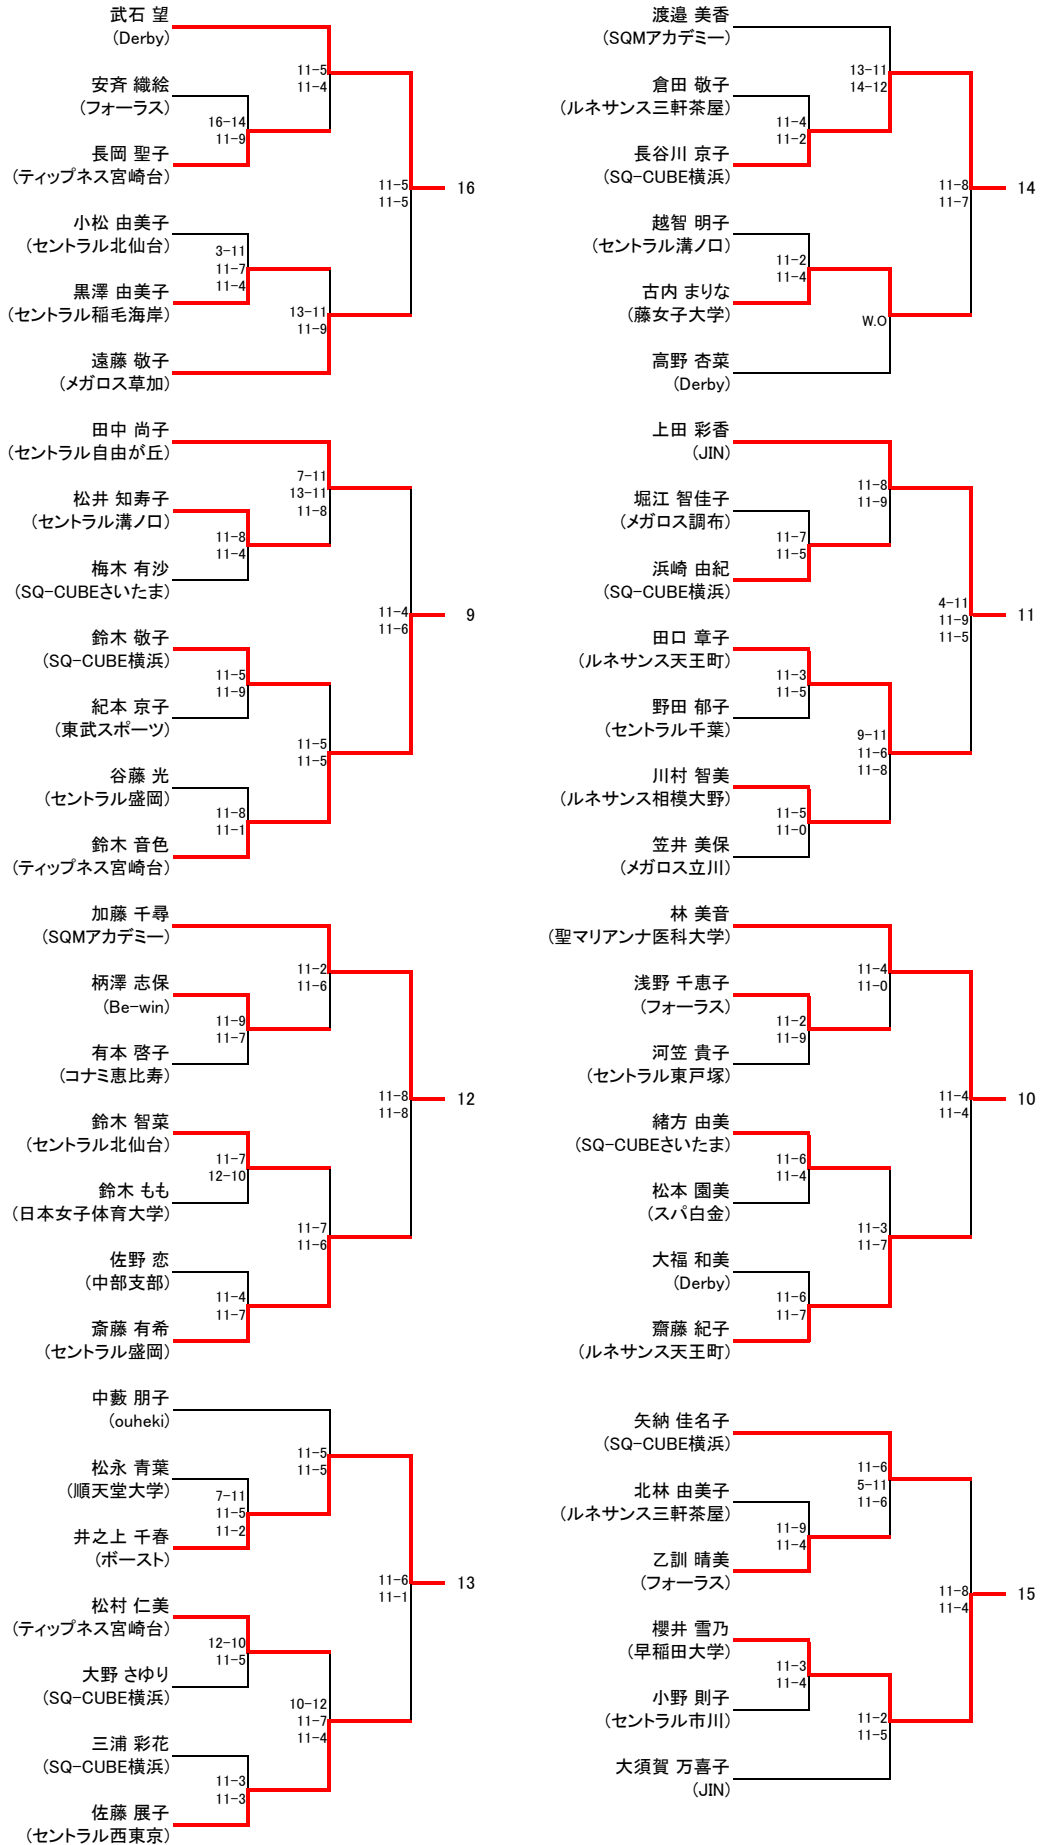 武石 望
(Derby)
11-5
11-4
安斉 織絵
(フォーラス)
16-14
11-9
長岡 聖子
(ティップネス宮崎台)
11-5
11-5
16
小松 由美子
(セントラル北仙台)
3-11
11-7
11-4
黒澤 由美子
(セントラル稲毛海岸)
13-11
11-9
遠藤 敬子
(メガロス草加)
田中 尚子
(セントラル自由が丘)
7-11
13-11
11-8
松井 知寿子
(セントラル溝ノ口)
11-8
11-4
梅木 有沙
(SQ-CUBEさいたま)
11-4
11-6
9
鈴木 敬子
(SQ-CUBE横浜)
11-5
11-9
紀本 京子
(東武スポーツ)
11-5
11-5
谷藤 光
(セントラル盛岡)
11-8
11-1
鈴木 音色
(ティップネス宮崎台)
加藤 千尋
(SQMアカデミー)
11-2
11-6
柄澤 志保
(Be-win)
11-9
11-7
有本 啓子
(コナミ恵比寿)
11-8
11-8
12
鈴木 智菜
(セントラル北仙台)
11-7
12-10
鈴木 もも
(日本女子体育大学)
11-7
11-6
佐野 恋
(中部支部)
11-4
11-7
斎藤 有希
(セントラル盛岡)
中藪 朋子
(ouheki)
11-5
11-5
松永 青葉
(順天堂大学)
7-11
11-5
11-2
井之上 千春
(ボースト)
11-6
11-1
13
松村 仁美
(ティップネス宮崎台)
12-10
11-5
大野 さゆり
(SQ-CUBE横浜)
10-12
11-7
11-4
三浦 彩花
(SQ-CUBE横浜)
11-3
11-3
佐藤 展子
(セントラル西東京)
渡邉 美香
(SQMアカデミー)
13-11
14-12
倉田 敬子
(ルネサンス三軒茶屋)
11-4
11-2
長谷川 京子
(SQ-CUBE横浜)
11-8
11-7
14
越智 明子
(セントラル溝ノ口)
11-2
11-4
古内 まりな
(藤女子大学)
W.O
高野 杏菜
(Derby)
上田 彩香
(JIN)
11-8
11-9
堀江 智佳子
(メガロス調布)
11-7
11-5
浜崎 由紀
(SQ-CUBE横浜)
4-11
11-9
11-5
11
田口 章子
(ルネサンス天王町)
11-3
11-5
野田 郁子
(セントラル千葉)
9-11
11-6
11-8
川村 智美
(ルネサンス相模大野)
11-5
11-0
笠井 美保
(メガロス立川)
林 美音
(聖マリアンナ医科大学)
11-4
11-0
浅野 千恵子
(フォーラス)
11-2
11-9
河笠 貴子
(セントラル東戸塚)
11-4
11-4
10
緒方 由美
(SQ-CUBEさいたま)
11-6
11-4
松本 園美
(スパ白金)
11-3
11-7
大福 和美
(Derby)
11-6
11-7
齋藤 紀子
(ルネサンス天王町)
矢納 佳名子
(SQ-CUBE横浜)
11-6
5-11
11-6
北林 由美子
(ルネサンス三軒茶屋)
11-9
11-4
乙訓 晴美
(フォーラス)
11-8
11-4
15
櫻井 雪乃
(早稲田大学)
11-3
11-4
小野 則子
(セントラル市川)
11-2
11-5
大須賀 万喜子
(JIN)